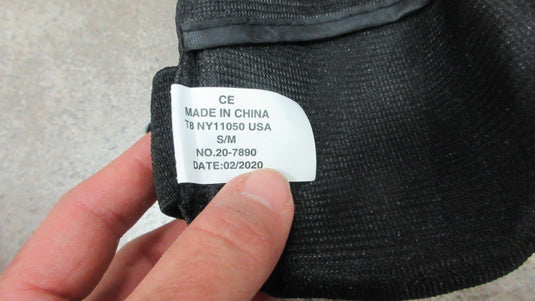 CE
MADE IN CHINA
T8 NY11050 USA
S/M
NO.20-7890
DATE:02/2020